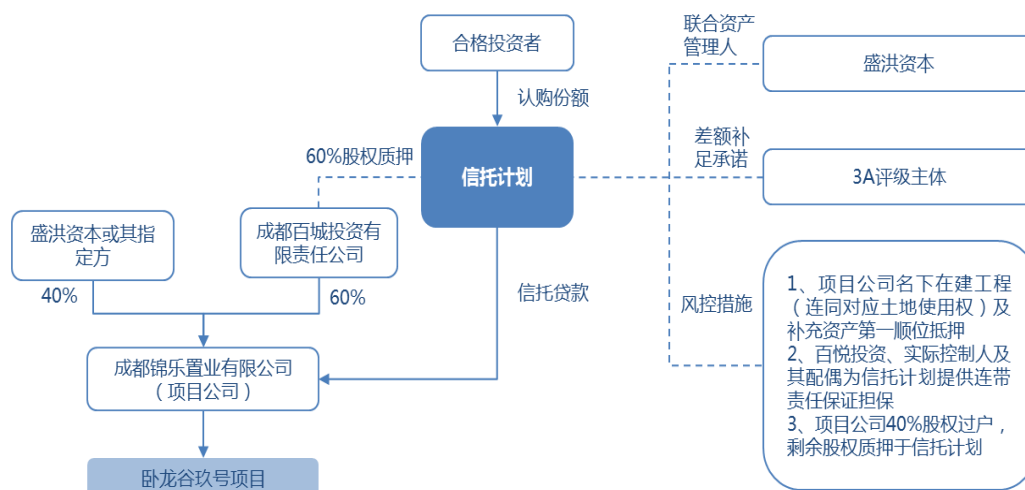 合格投资者
认购份额
联合资产
管理人
盛洪资本
60%股权质押
信托计划
差额补
足承诺
3A评级主体
盛洪资本或其指
定方
成都百城投资有
限责任公司
40%
60%
信托贷款
风控措施
1、项目公司名下在建工程
（连同对应土地使用权）及
补充资产第一顺位抵押
2、百悦投资、实际控制人及
其配偶为信托计划提供连带
责任保证担保
3、项目公司40%股权过户，
剩余股权质押于信托计划
成都锦乐置业有限公司
（项目公司）
卧龙谷玖号项目